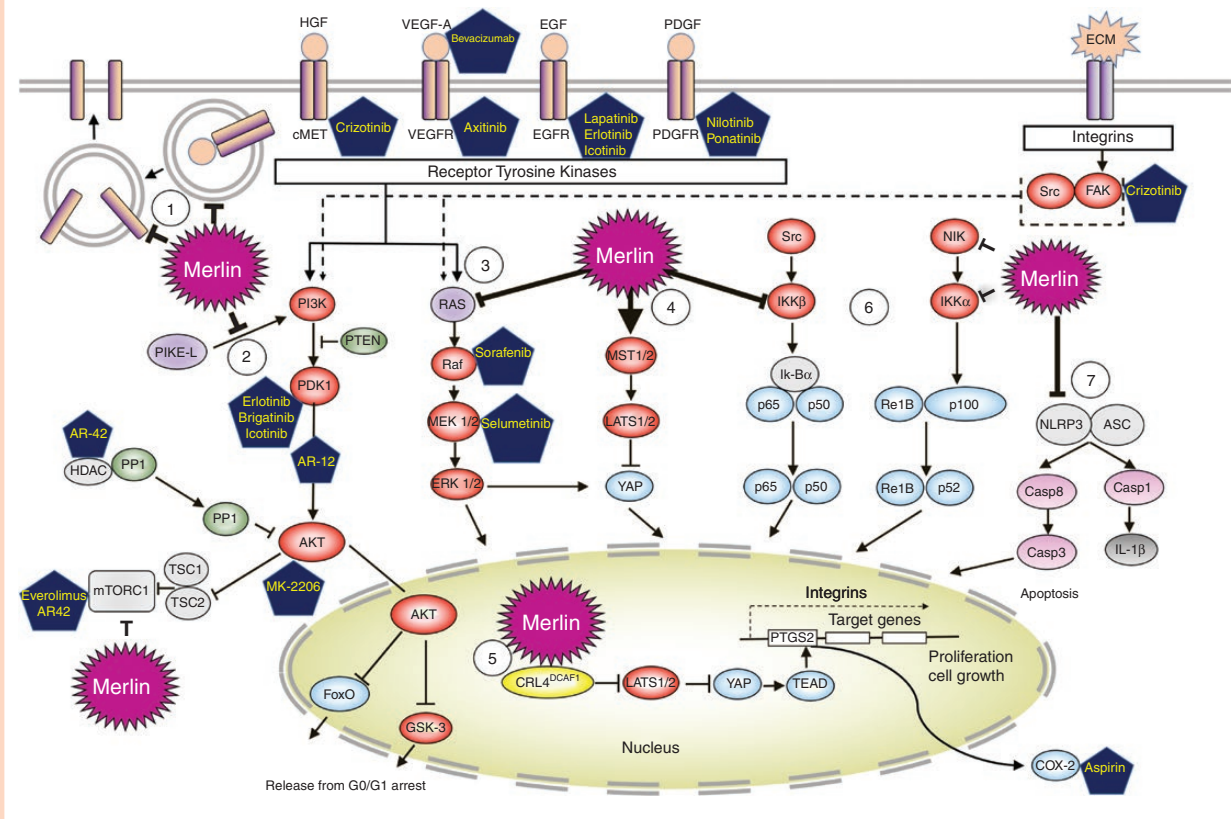 HGF
VEGF-A
Bevacizumab
EGF
PDGF
ECM
cMET
Crizotinib
VEGFR
Axitinib
EGFR
Lapatinib
Erlotinib
Icotinib
PDGFR
Nilotinib
Ponatinib
Integrins
Receptor Tyrosine Kinases
Src
FAK
Crizotinib
1
Merlin
3
Merlin
Src
NIK
Merlin
PI3K
RAS
4
IKKβ
6
IKKα
PIKE-L
2
PTEN
Raf
Sorafenib
MST1/2
Ik-Bα
7
PDK1
Erlotinib
Brigatinib
Icotinib
MEK 1/2
Selumetinib
LATS1/2
p65
p50
Re1B
p100
NLRP3
ASC
AR-42
HDAC
PP1
AR-12
ERK 1/2
YAP
p65
p50
Re1B
p52
Casp8
Casp1
PP1
AKT
Casp3
IL-1β
TSC1
TSC2
mTORC1
Everolimus
AR42
MK-2206
Apoptosis
Merlin
AKT
Merlin
5
CRL4DCAF1
LATS1/2
YAP
TEAD
Integrins
Target genes
PTGS2
Proliferation
cell growth
FoxO
GSK-3
Nucleus
COX-2
Aspirin
Release from G0/G1 arrest